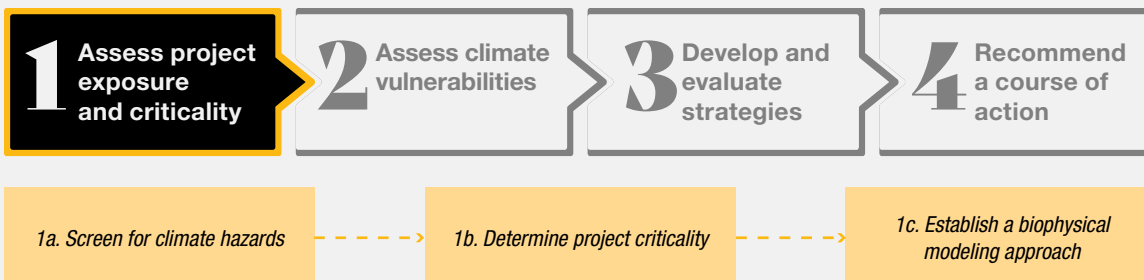 1 Assess project
exposure
and criticality
2 Assess climate
vulnerabilities
3 Develop and
evaluate
strategies
4 Recommend
a course of
action
1a. Screen for climate hazards
1b. Determine project criticality
1c. Establish a biophysical
modeling approach